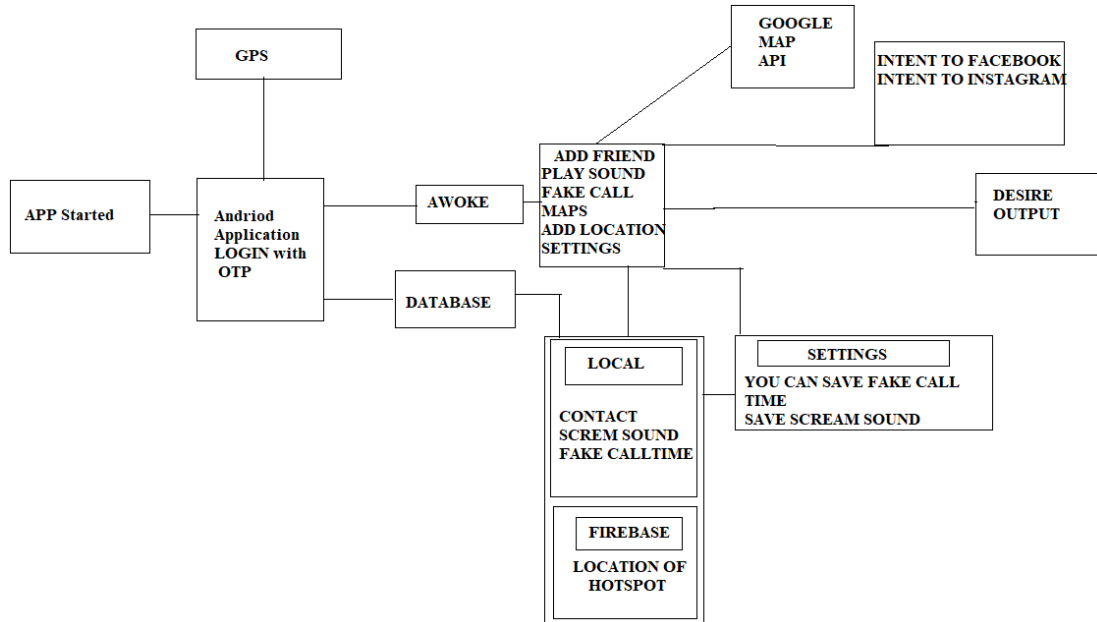 GPS
GOOGLE
MAP
API
INTENT TO FACEBOOK
INTENT TO INSTAGRAM
APP Started
Andriod
Application
LOGIN with
OTP
AWOKE
ADD FRIEND
PLAY SOUND
FAKE CALL
MAPS
ADD LOCATION
SETTINGS
DESIRE
OUTPUT
DATABASE
LOCAL
CONTACT
SCREM SOUND
FAKE CALLTIME
SETTINGS
YOU CAN SAVE FAKE CALL
TIME
SAVE SCREAM SOUND
FIREBASE
LOCATION OF
HOTSPOT